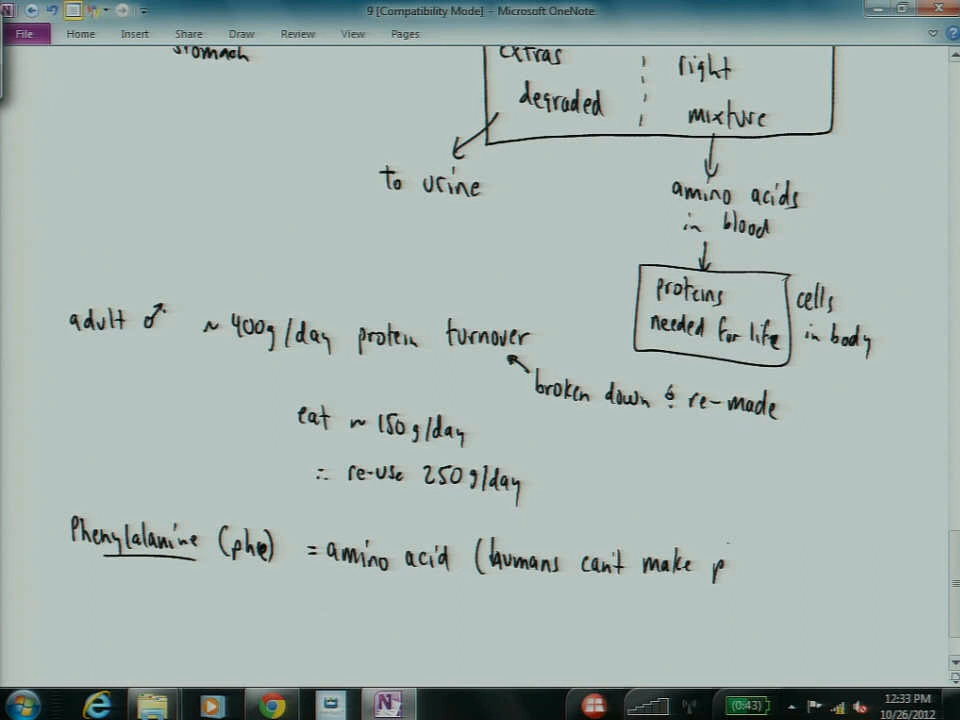 9 [Compatibility Mode] - Microsoft OneNote
File Home Insert Share Draw Review View Pages
stomach
extras right
degraded mixture
to urine
amino acids
in blood
proteins cells
needed for life in body
adult ♂ ~ 400g/day protein turnover
broken down & re-made
eat ~ 150g/day
∴ re-use 250g/day
Phenylalanine (phe) = amino acid (humans can't make p
(0:43)
12:33 PM
10/26/2012